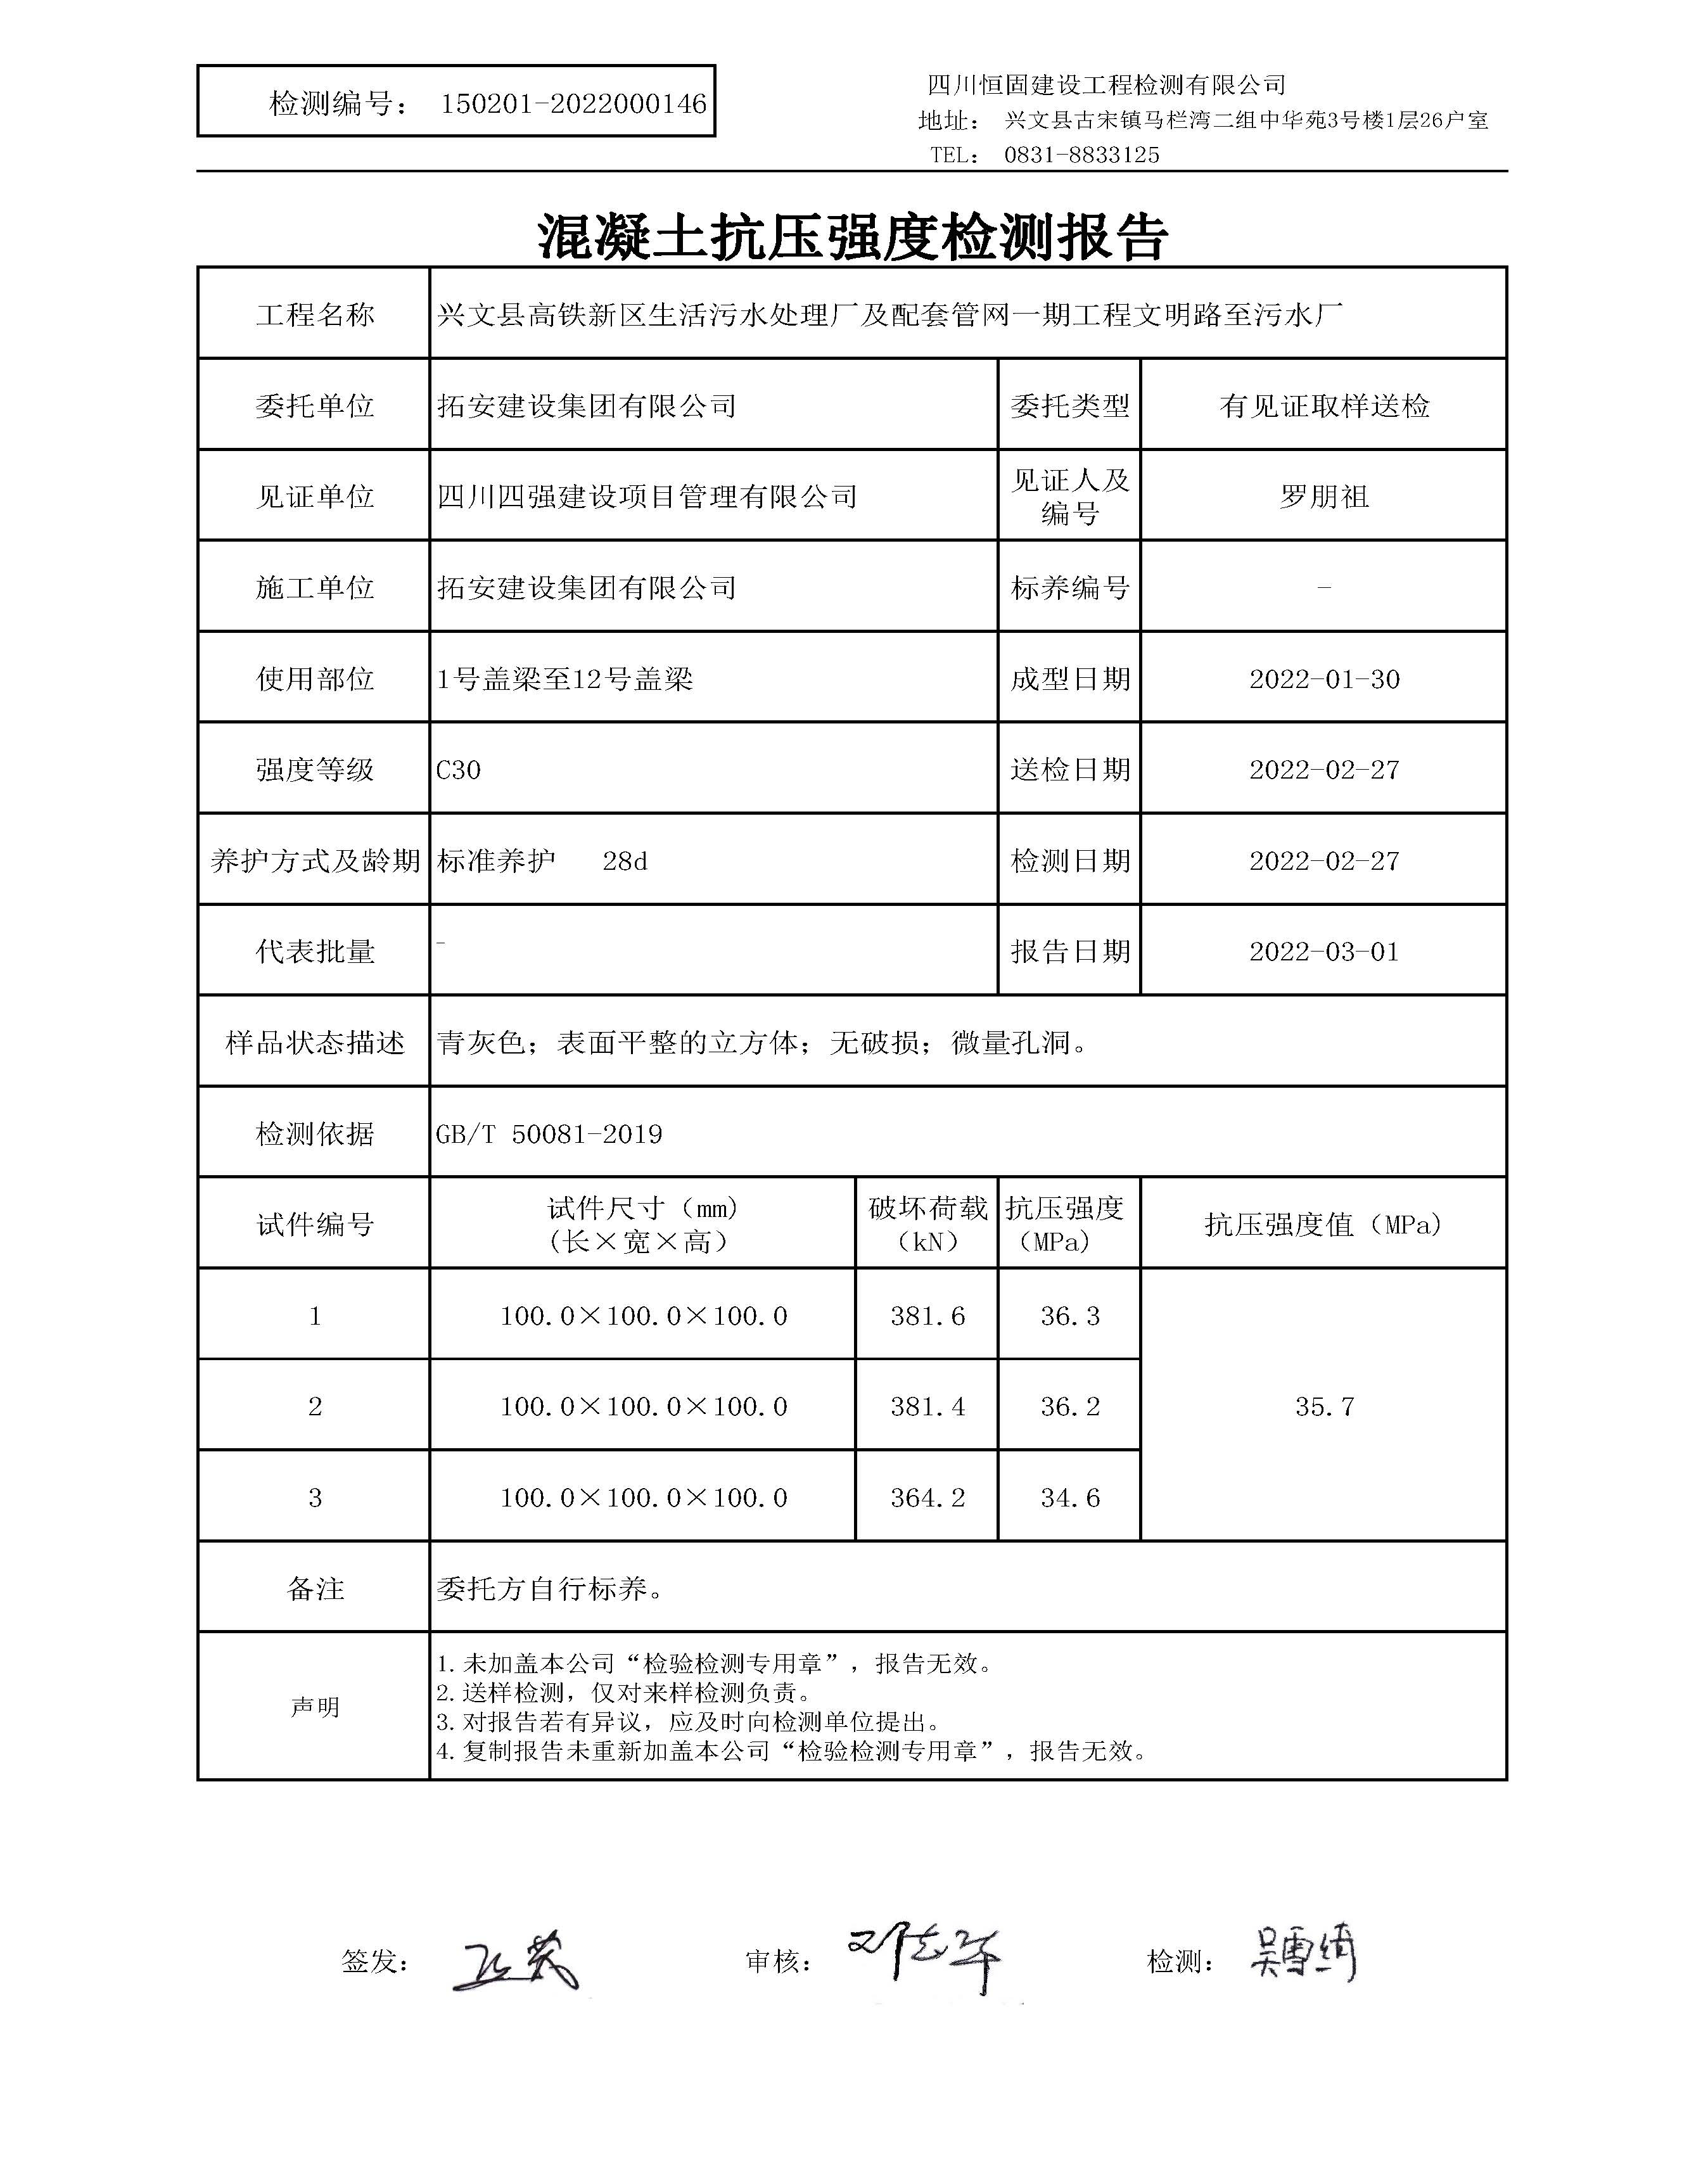 检测编号： 150201-2022000146
四川恒固建设工程检测有限公司
地址： 兴文县古宋镇马栏湾二组中华苑3号楼1层26户室
TEL： 0831-8833125
混凝土抗压强度检测报告
工程名称 兴文县高铁新区生活污水处理厂及配套管网一期工程文明路至污水厂
委托单位 拓安建设集团有限公司 委托类型 有见证取样送检
见证单位 四川四强建设项目管理有限公司 见证人及
编号 罗朋祖
施工单位 拓安建设集团有限公司 标养编号 -
使用部位 1号盖梁至12号盖梁 成型日期 2022-01-30
强度等级 C30 送检日期 2022-02-27
养护方式及龄期 标准养护 28d 检测日期 2022-02-27
代表批量 - 报告日期 2022-03-01
样品状态描述 青灰色；表面平整的立方体；无破损；微量孔洞。
检测依据 GB/T 50081-2019
试件编号 试件尺寸（mm)
(长×宽×高） 破坏荷载
（kN） 抗压强度
（MPa) 抗压强度值（MPa)
1 100.0×100.0×100.0 381.6 36.3
2 100.0×100.0×100.0 381.4 36.2 35.7
3 100.0×100.0×100.0 364.2 34.6
备注 委托方自行标养。
声明
1.未加盖本公司“检验检测专用章”，报告无效。
2.送样检测，仅对来样检测负责。
3.对报告若有异议，应及时向检测单位提出。
4.复制报告未重新加盖本公司“检验检测专用章”，报告无效。
签发： 审核： 检测： 吴雪绮